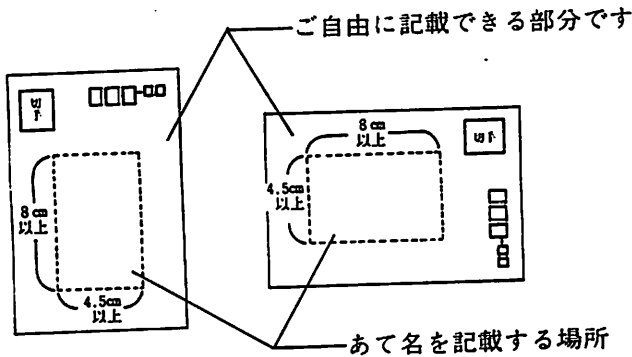 ご自由に記載できる部分です
切手
8cm
以上
4.5cm
以上
8cm
以上
切手
4.5cm
以上
あて名を記載する場所